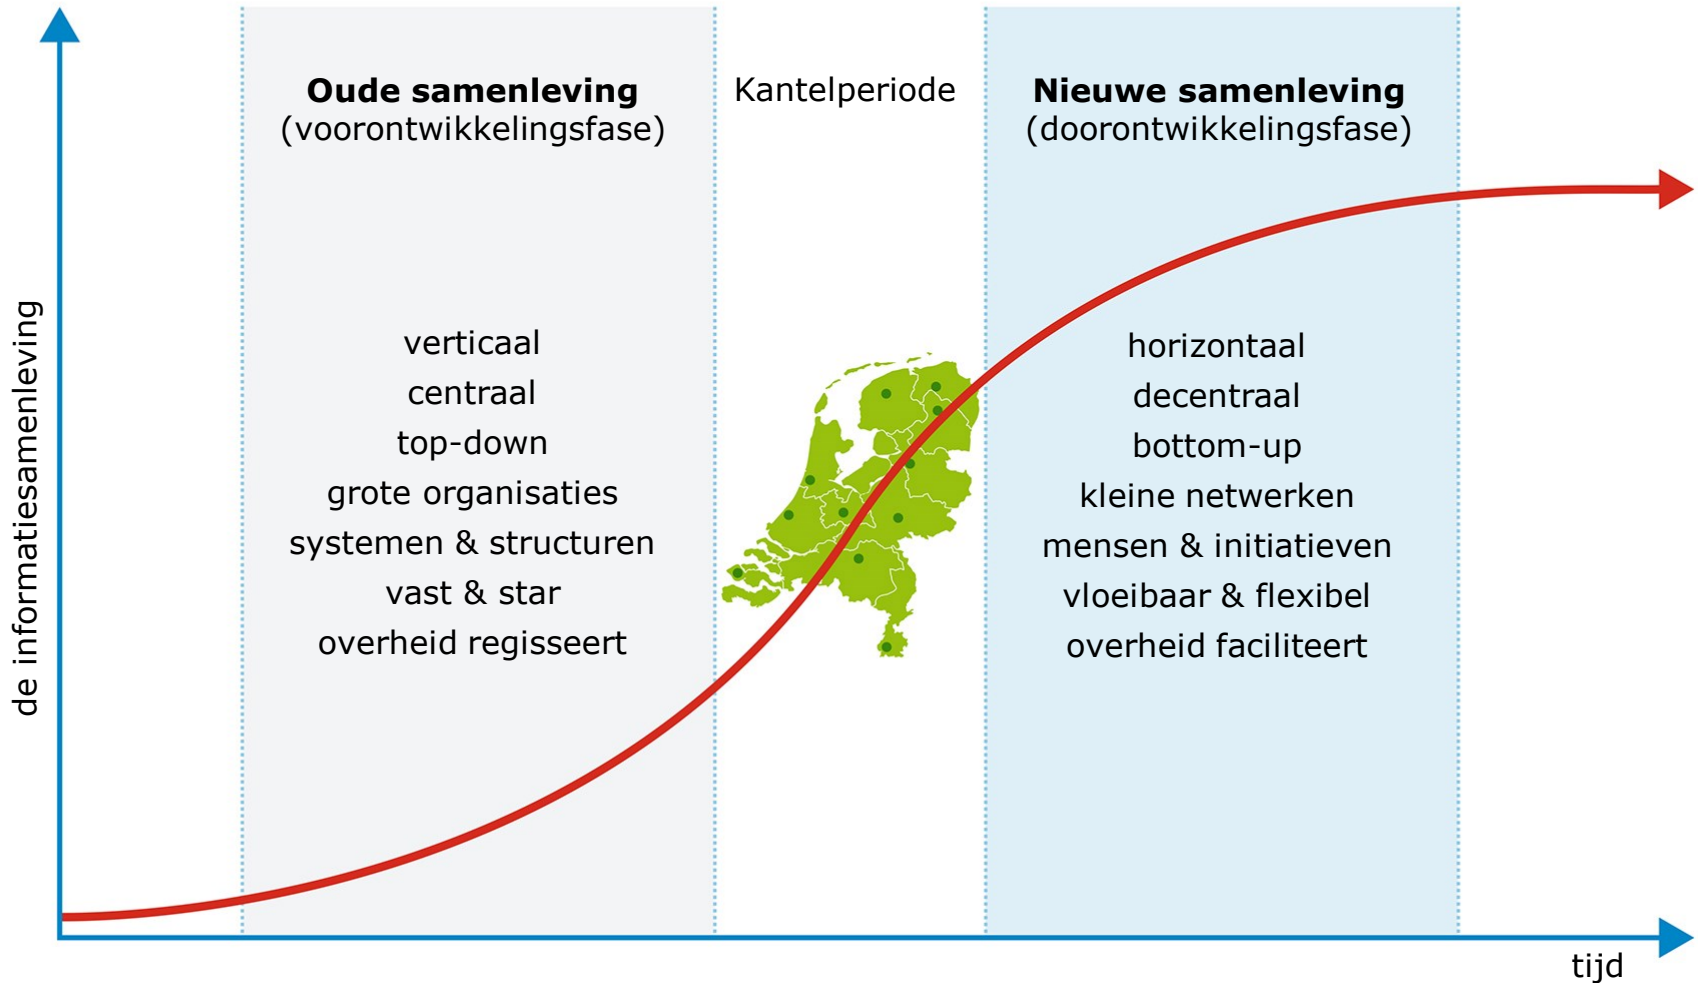 Oude samenleving
(voorontwikkelingsfase)
Kantelperiode
Nieuwe samenleving
(doorontwikkelingsfase)
de informatiesamenleving
verticaal
centraal
top-down
grote organisaties
systemen & structuren
vast & star
overheid regisseert
horizontaal
decentraal
bottom-up
kleine netwerken
mensen & initiatieven
vloeibaar & flexibel
overheid faciliteert
tijd